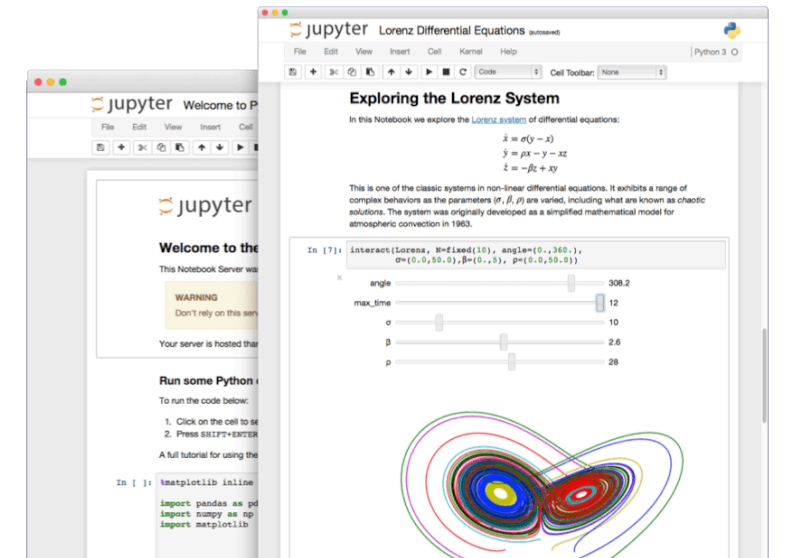 jupyter Welcome to P
File Edit View Insert Cell
jupyter
Welcome to the
This Notebook Server was
WARNING
Don't rely on this serv
Your server is hosted than
Run some Python
To run the code below:
1. Click on the cell to se
2. Press SHIFT+ENTER
A full tutorial for using the
In [ ]: %matplotlib inline
import pandas as pd
import numpy as np
import matplotlib
jupyter Lorenz Differential Equations (autosaved)
File Edit View Insert Cell Kernel Help Python 3
Code Cell Toolbar: None
Exploring the Lorenz System
In this Notebook we explore the Lorenz system of differential equations:
ẋ = σ(y − x)
ẏ = ρx − y − xz
ż = −βz + xy
This is one of the classic systems in non-linear differential equations. It exhibits a range of
complex behaviors as the parameters (σ, β, ρ) are varied, including what are known as chaotic
solutions. The system was originally developed as a simplified mathematical model for
atmospheric convection in 1963.
In [7]: interact(Lorenz, N=fixed(10), angle=(0.,360.),
σ=(0.0,50.0),β=(0.,5), ρ=(0.0,50.0))
angle 308.2
max_time 12
σ 10
β 2.6
ρ 28